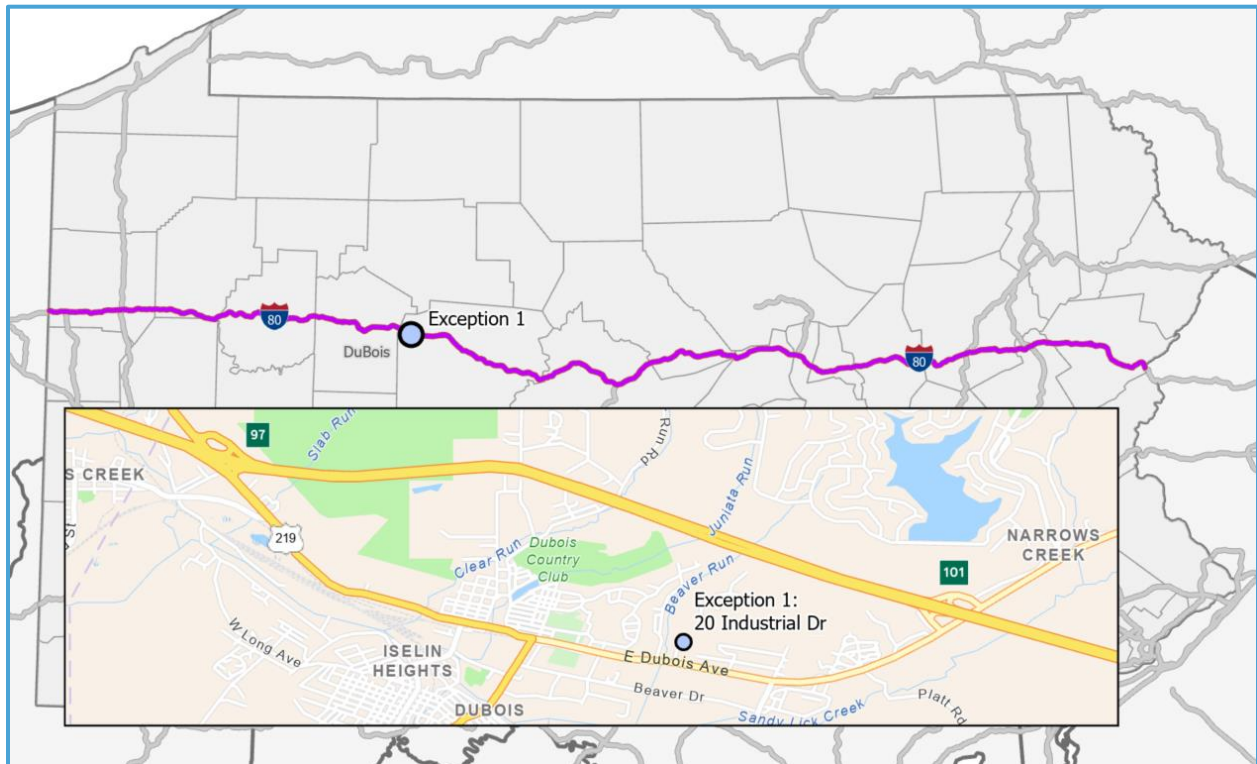 80
Exception 1
DuBois
80
97
Slab Run
Run Rd
S CREEK
Juniata Run
219
NARROWS
CREEK
Clear Run
Dubois
Country
Club
101
Beaver Run
Exception 1:
20 Industrial Dr
W Long Ave
ISELIN
HEIGHTS
E Dubois Ave
Beaver Dr
Platt Rd
DUBOIS
Sandy Lick Creek